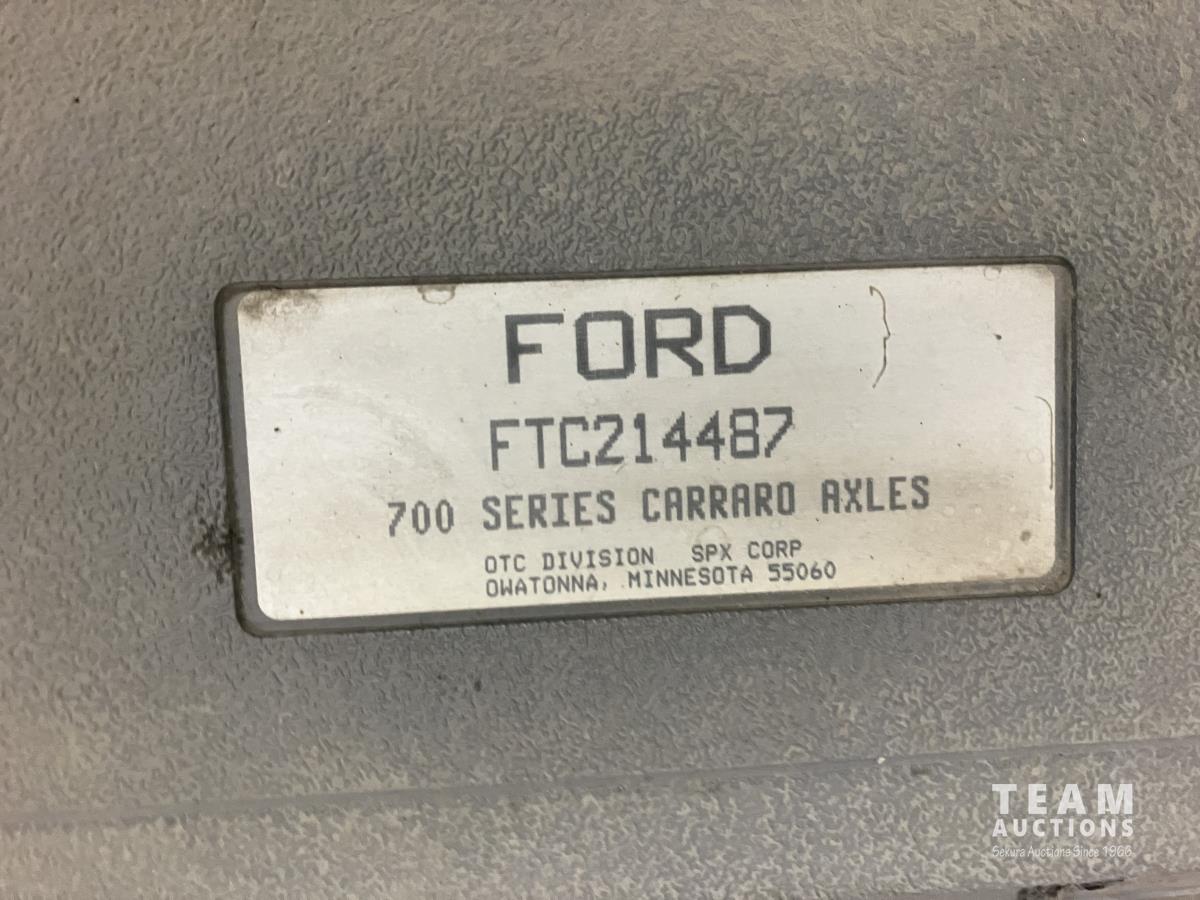 FORD
FTC214487
700 SERIES CARRARO AXLES
OTC DIVISION SPX CORP
OWATONNA, MINNESOTA 55060
TEAM
AUCTIONS
Sekura Auctions Since 1966